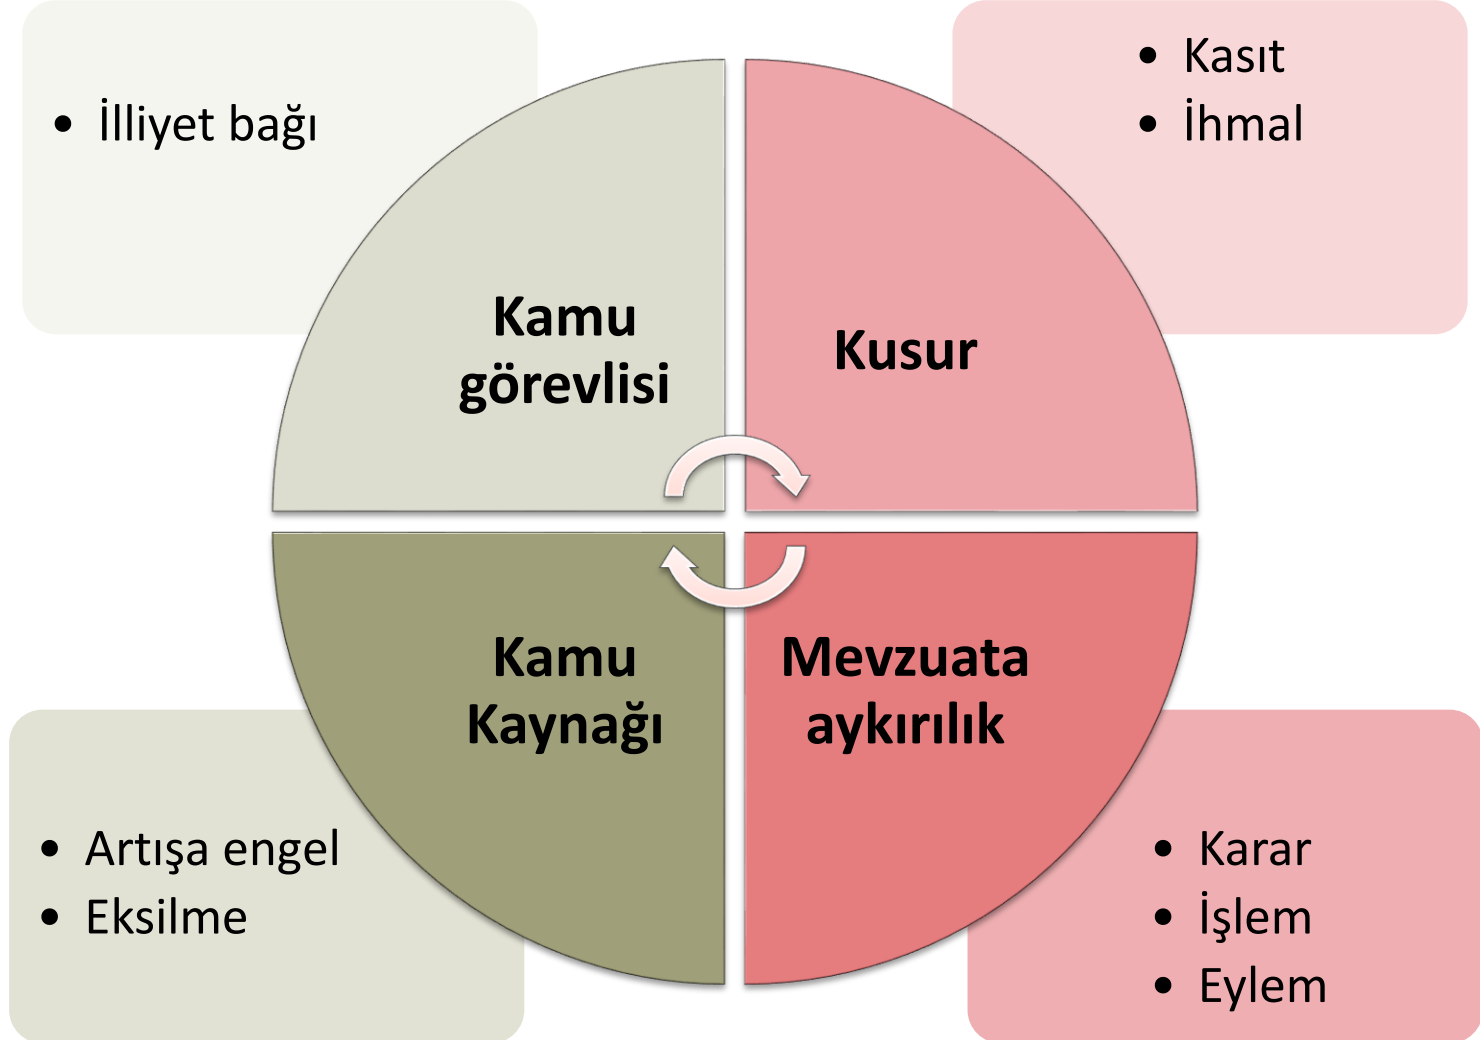 • İlliyet bağı
• Kasıt
• İhmal
Kamu
görevlisi
Kusur
Kamu
Kaynağı
Mevzuata
aykırılık
• Artışa engel
• Eksilme
• Karar
• İşlem
• Eylem